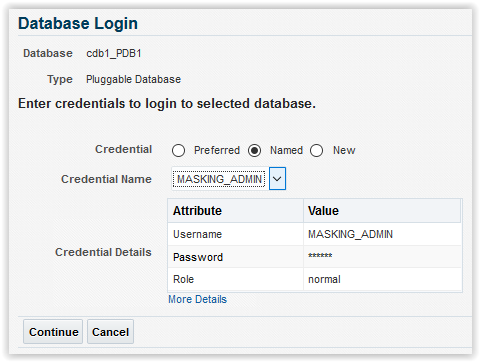 Database Login
Database cdb1_PDB1
Type Pluggable Database
Enter credentials to login to selected database.
Credential Preferred Named New
Credential Name MASKING_ADMIN
Attribute Value
Username MASKING_ADMIN
Credential Details Password ******
Role normal
More Details
Continue Cancel